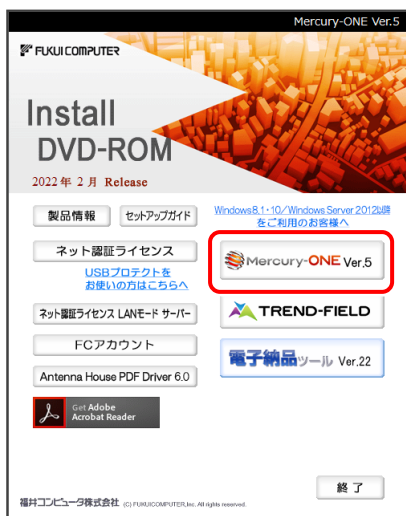 Mercury-ONE Ver.5
FUKUI COMPUTER
Install
DVD-ROM
2022年 2月 Release
製品情報
セットアップガイド
Windows8.1・10/Windows Server 2012以降
をご利用のお客様へ
ネット認証ライセンス
USBプロテクトを
お使いの方はこちらへ
Mercury-ONE Ver.5
ネット認証ライセンス LANモード サーバー
TREND-FIELD
FCアカウント
電子納品ツール Ver.22
Antenna House PDF Driver 6.0
Get Adobe
Acrobat Reader
終了
福井コンピュータ株式会社 (C) FUKUICOMPUTER,Inc. All rights reserved.